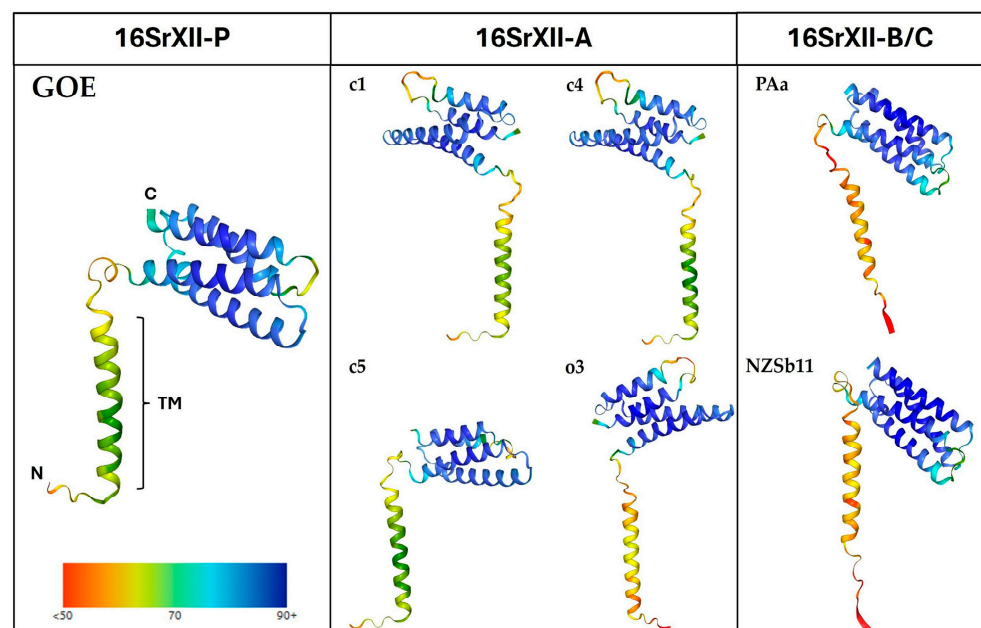 16SrXII-P
16SrXII-A
16SrXII-B/C
GOE
C
N
TM
<50
70
90+
c1
c4
c5
o3
PAa
NZSb11